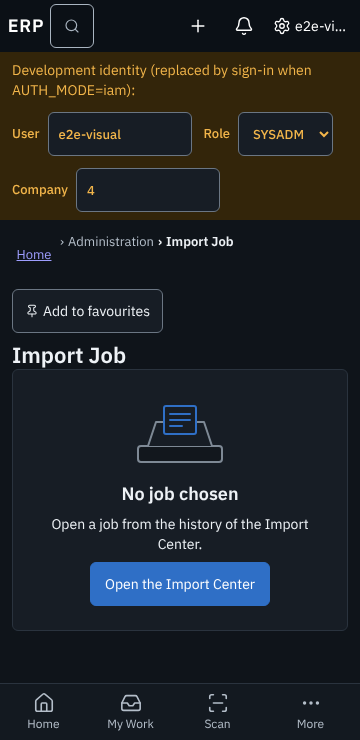 ERP
e2e-vi...
Development identity (replaced by sign-in when
AUTH_MODE=iam):
User e2e-visual Role SYSADM
Company 4
Home › Administration › Import Job
Add to favourites
Import Job
No job chosen
Open a job from the history of the Import
Center.
Open the Import Center
Home My Work Scan More